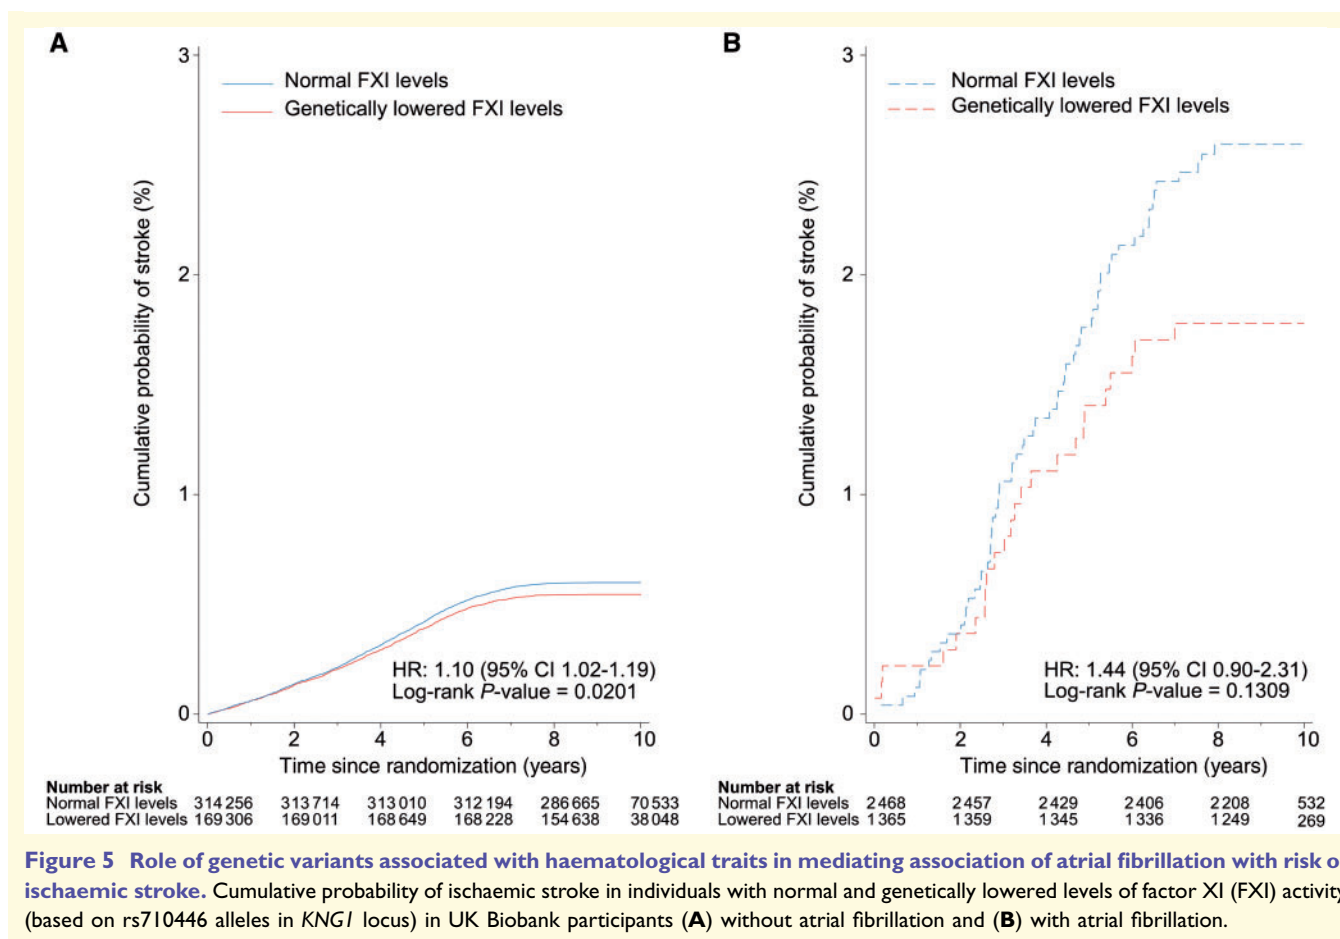 A
3
Normal FXI levels
Genetically lowered FXI levels
2
1
0
Cumulative probability of stroke (%)
HR: 1.10 (95% CI 1.02-1.19)
Log-rank P-value = 0.0201
0 2 4 6 8 10
Time since randomization (years)
Number at risk
Normal FXI levels 314 256 313 714 313 010 312 194 286 665 70 533
Lowered FXI levels 169 306 169 011 168 649 168 228 154 638 38 048
B
3
Normal FXI levels
Genetically lowered FXI levels
2
1
0
Cumulative probability of stroke (%)
HR: 1.44 (95% CI 0.90-2.31)
Log-rank P-value = 0.1309
0 2 4 6 8 10
Time since randomization (years)
Number at risk
Normal FXI levels 2 468 2 457 2 429 2 406 2 208 532
Lowered FXI levels 1 365 1 359 1 345 1 336 1 249 269
Figure 5 Role of genetic variants associated with haematological traits in mediating association of atrial fibrillation with risk o
ischaemic stroke. Cumulative probability of ischaemic stroke in individuals with normal and genetically lowered levels of factor XI (FXI) activity
(based on rs710446 alleles in KNG1 locus) in UK Biobank participants (A) without atrial fibrillation and (B) with atrial fibrillation.